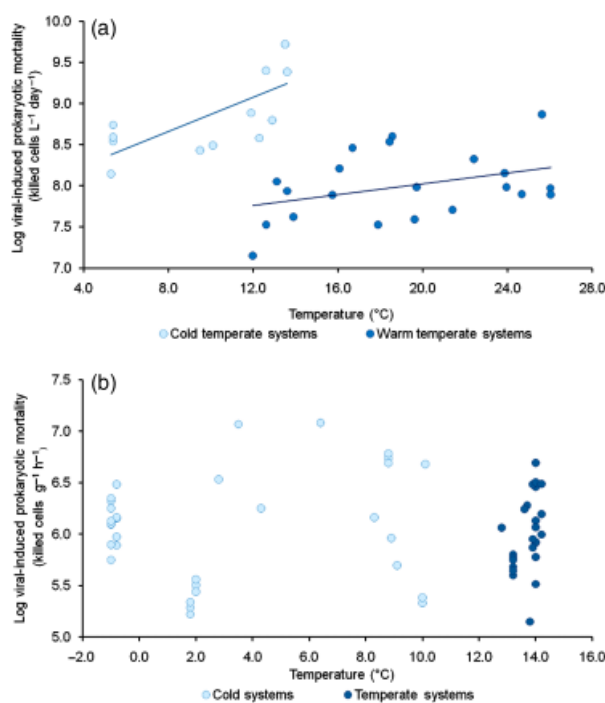 (a)
Log viral-induced prokaryotic mortality
(killed cells L⁻¹ day⁻¹)
10.0
9.5
9.0
8.5
8.0
7.5
7.0
4.0 8.0 12.0 16.0 20.0 24.0 28.0
Temperature (°C)
Cold temperate systems Warm temperate systems
(b)
Log viral-induced prokaryotic mortality
(killed cells g⁻¹ h⁻¹)
7.5
7.0
6.5
6.0
5.5
5.0
−2.0 0.0 2.0 4.0 6.0 8.0 10.0 12.0 14.0 16.0
Temperature (°C)
Cold systems Temperate systems